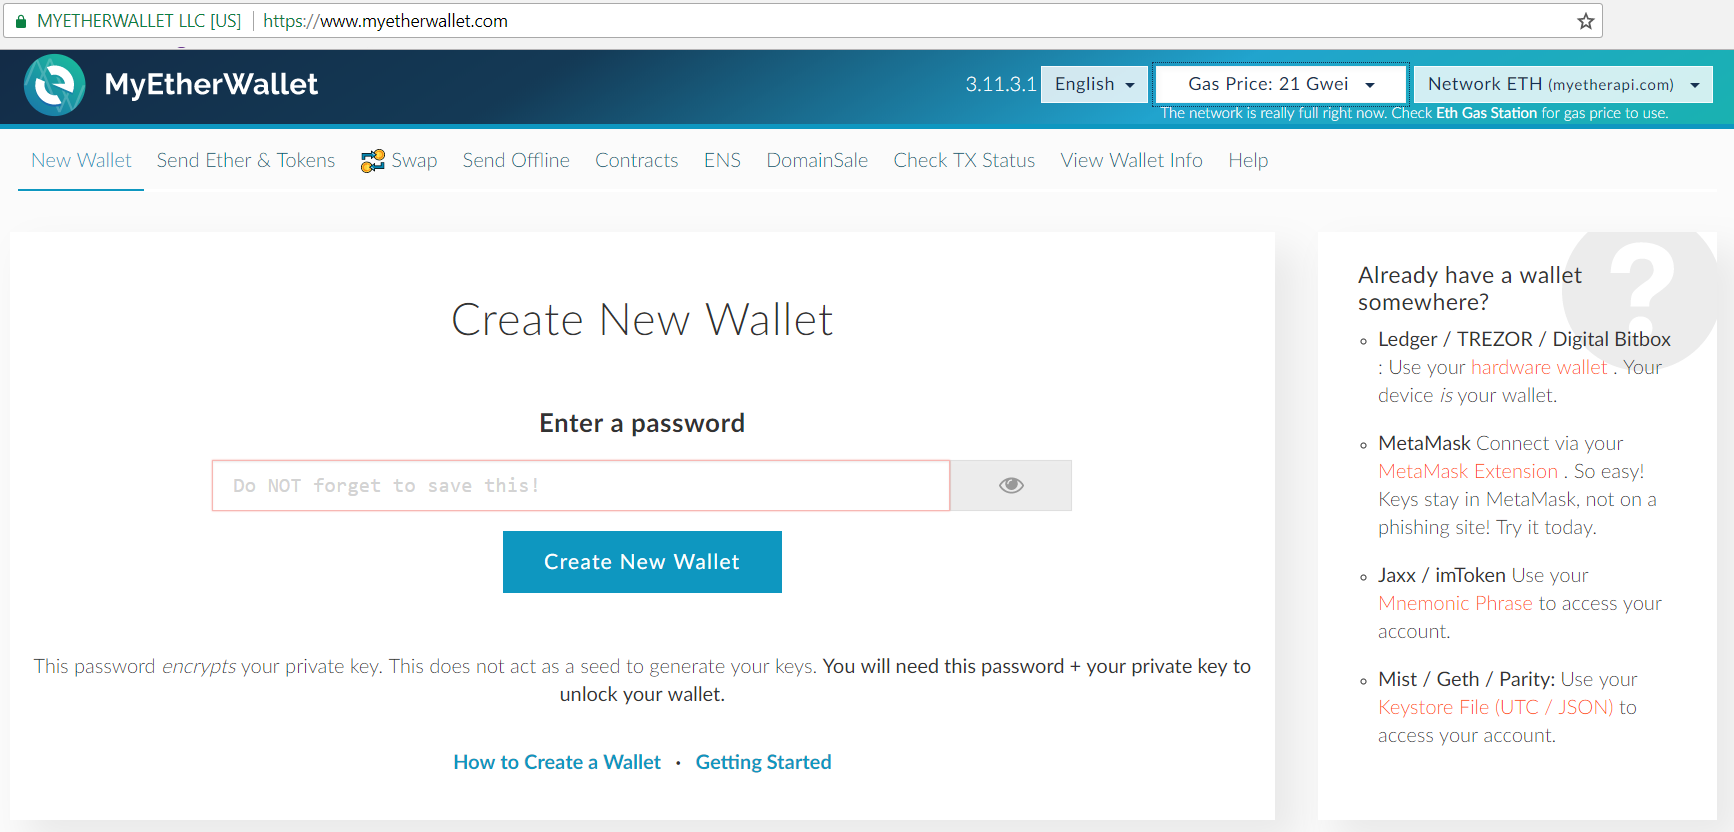 MYETHERWALLET LLC [US] https://www.myetherwallet.com
MyEtherWallet
3.11.3.1 English Gas Price: 21 Gwei Network ETH (myetherapi.com)
The network is really full right now. Check Eth Gas Station for gas price to use.
New Wallet Send Ether & Tokens Swap Send Offline Contracts ENS DomainSale Check TX Status View Wallet Info Help
Create New Wallet
Enter a password
Do NOT forget to save this!
Create New Wallet
This password encrypts your private key. This does not act as a seed to generate your keys. You will need this password + your private key to
unlock your wallet.
How to Create a Wallet · Getting Started
?
Already have a wallet
somewhere?
Ledger / TREZOR / Digital Bitbox
: Use your hardware wallet . Your
device is your wallet.
MetaMask Connect via your
MetaMask Extension . So easy!
Keys stay in MetaMask, not on a
phishing site! Try it today.
Jaxx / imToken Use your
Mnemonic Phrase to access your
account.
Mist / Geth / Parity: Use your
Keystore File (UTC / JSON) to
access your account.